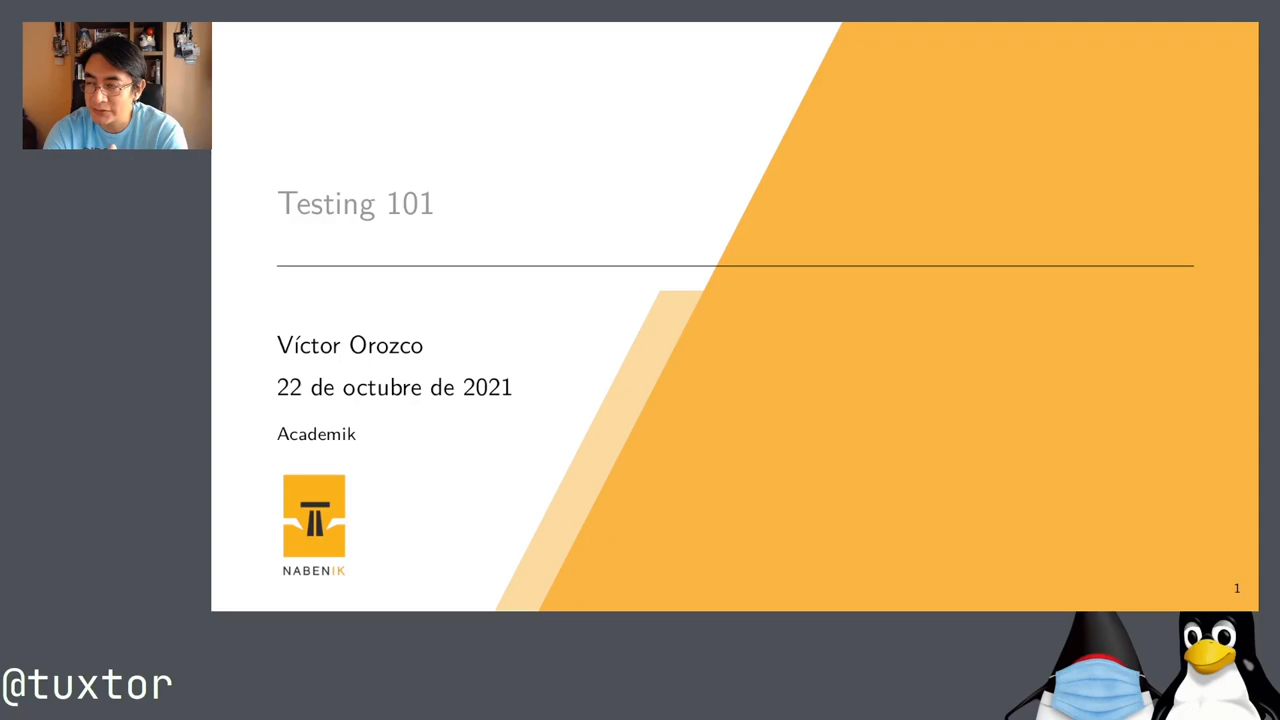 Testing 101
Víctor Orozco
22 de octubre de 2021
Academik
NABENIK
1
@tuxtor